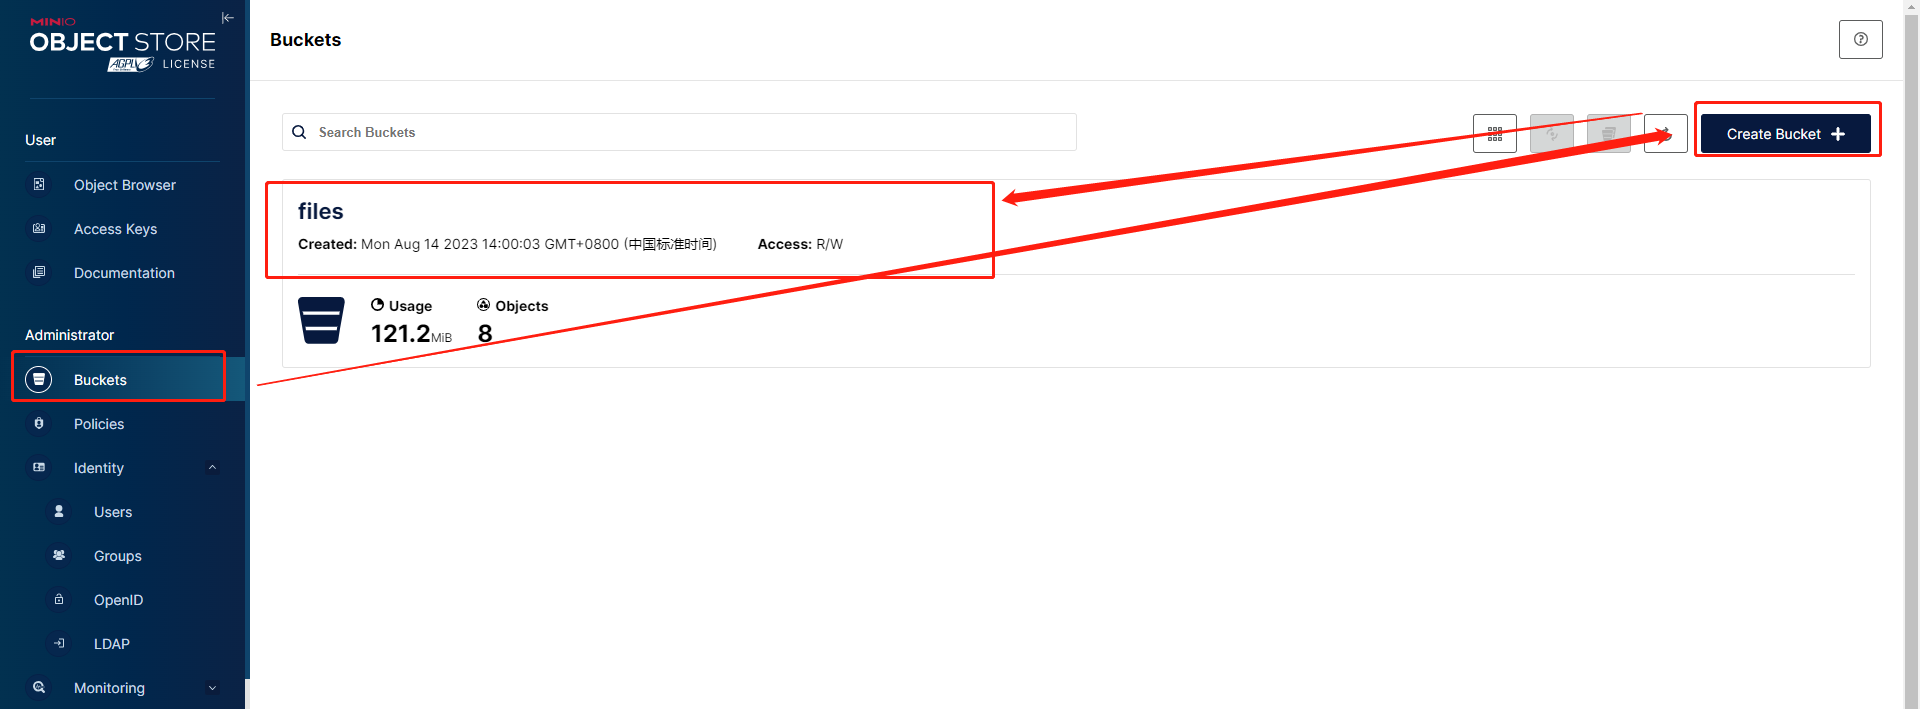 MINIO
OBJECT STORE
AGPLv3 LICENSE
User
Object Browser
Access Keys
Documentation
Administrator
Buckets
Policies
Identity
Users
Groups
OpenID
LDAP
Monitoring
Buckets
Search Buckets
Create Bucket
files
Created: Mon Aug 14 2023 14:00:03 GMT+0800 (中国标准时间) Access: R/W
Usage Objects
121.2MiB 8